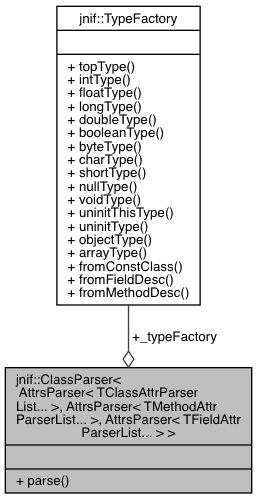 jnif::TypeFactory
+ topType()
+ intType()
+ floatType()
+ longType()
+ doubleType()
+ booleanType()
+ byteType()
+ charType()
+ shortType()
+ nullType()
+ voidType()
+ uninitThisType()
+ uninitType()
+ objectType()
+ arrayType()
+ fromConstClass()
+ fromFieldDesc()
+ fromMethodDesc()
+_typeFactory
jnif::ClassParser<
AttrsParser< TClassAttrParser
List... >, AttrsParser< TMethodAttr
ParserList... >, AttrsParser< TFieldAttr
ParserList... > >
+ parse()